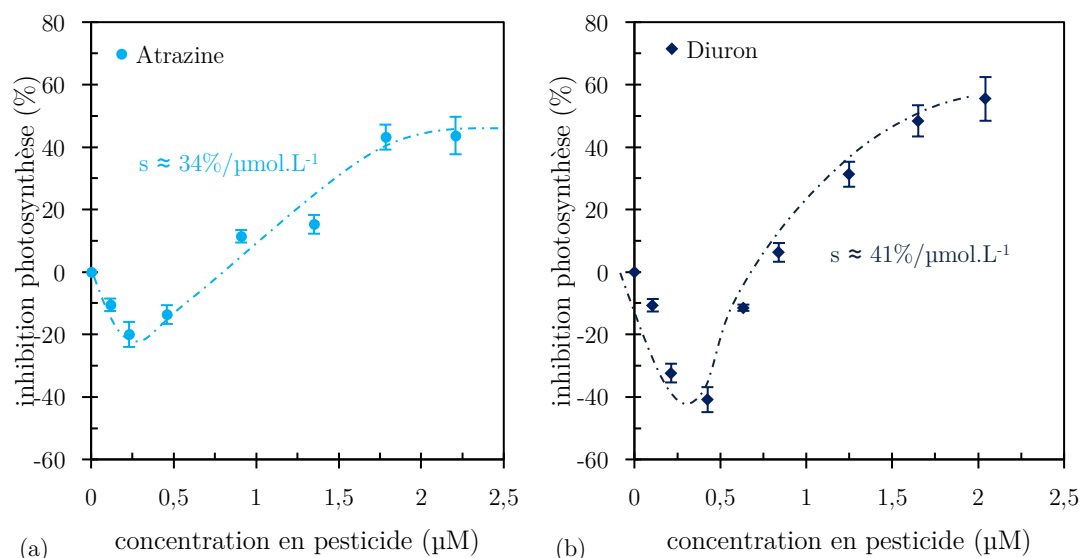 inhibition photosynthèse (%)
80
60
40
20
0
-20
-40
-60
Atrazine
s ≈ 34%/µmol.L-1
0
0,5
1
1,5
2
2,5
concentration en pesticide (µM)
(a)
inhibition photosynthèse (%)
80
60
40
20
0
-20
-40
-60
Diuron
s ≈ 41%/µmol.L-1
0
0,5
1
1,5
2
2,5
concentration en pesticide (µM)
(b)